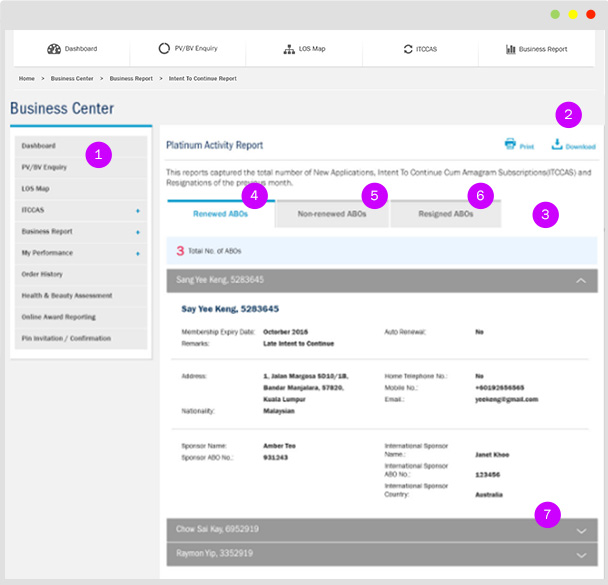 Dashboard
PV/BV Enquiry
LOS Map
ITCCAS
Business Report
Home > Business Center > Business Report > Intent To Continue Report
Business Center
2
Dashboard
1
PV/BV Enquiry
LOS Map
ITCCAS
Business Report
My Performance
Order History
Health & Beauty Assessment
Online Award Reporting
Pin Invitation / Confirmation
Platinum Activity Report
Print
Download
This reports captured the total number of New Applications, Intent To Continue Cum Amagram Subscriptions(ITCCAS) and
Resignations of the previous month.
4
5
6
3
Renewed ABOs
Non-renewed ABOs
Resigned ABOs
3 Total No. of ABOs
Sang Yee Keng, 5283645
Say Yee Keng, 5283645
Membership Expiry Date: Octorber 2016
Auto Renewal: No
Remarks: Late Intent to Continue
Address: 1, Jalan Margosa SD10/1B,
Bandar Manjalara, 57820,
Kuala Lumpur
Home Telephone No.: No
Mobile No.: +60192656565
Email.: yeekeng@gmail.com
Nationality: Malaysian
Sponsor Name: Amber Teo
Sponsor ABO No.: 931243
International Sponsor
Name.: Janet Khoo
International Sponsor
ABO No.: 123456
International Sponsor
Country: Australia
7
Chow Sai Kay, 6952919
Raymon Yip, 3352919